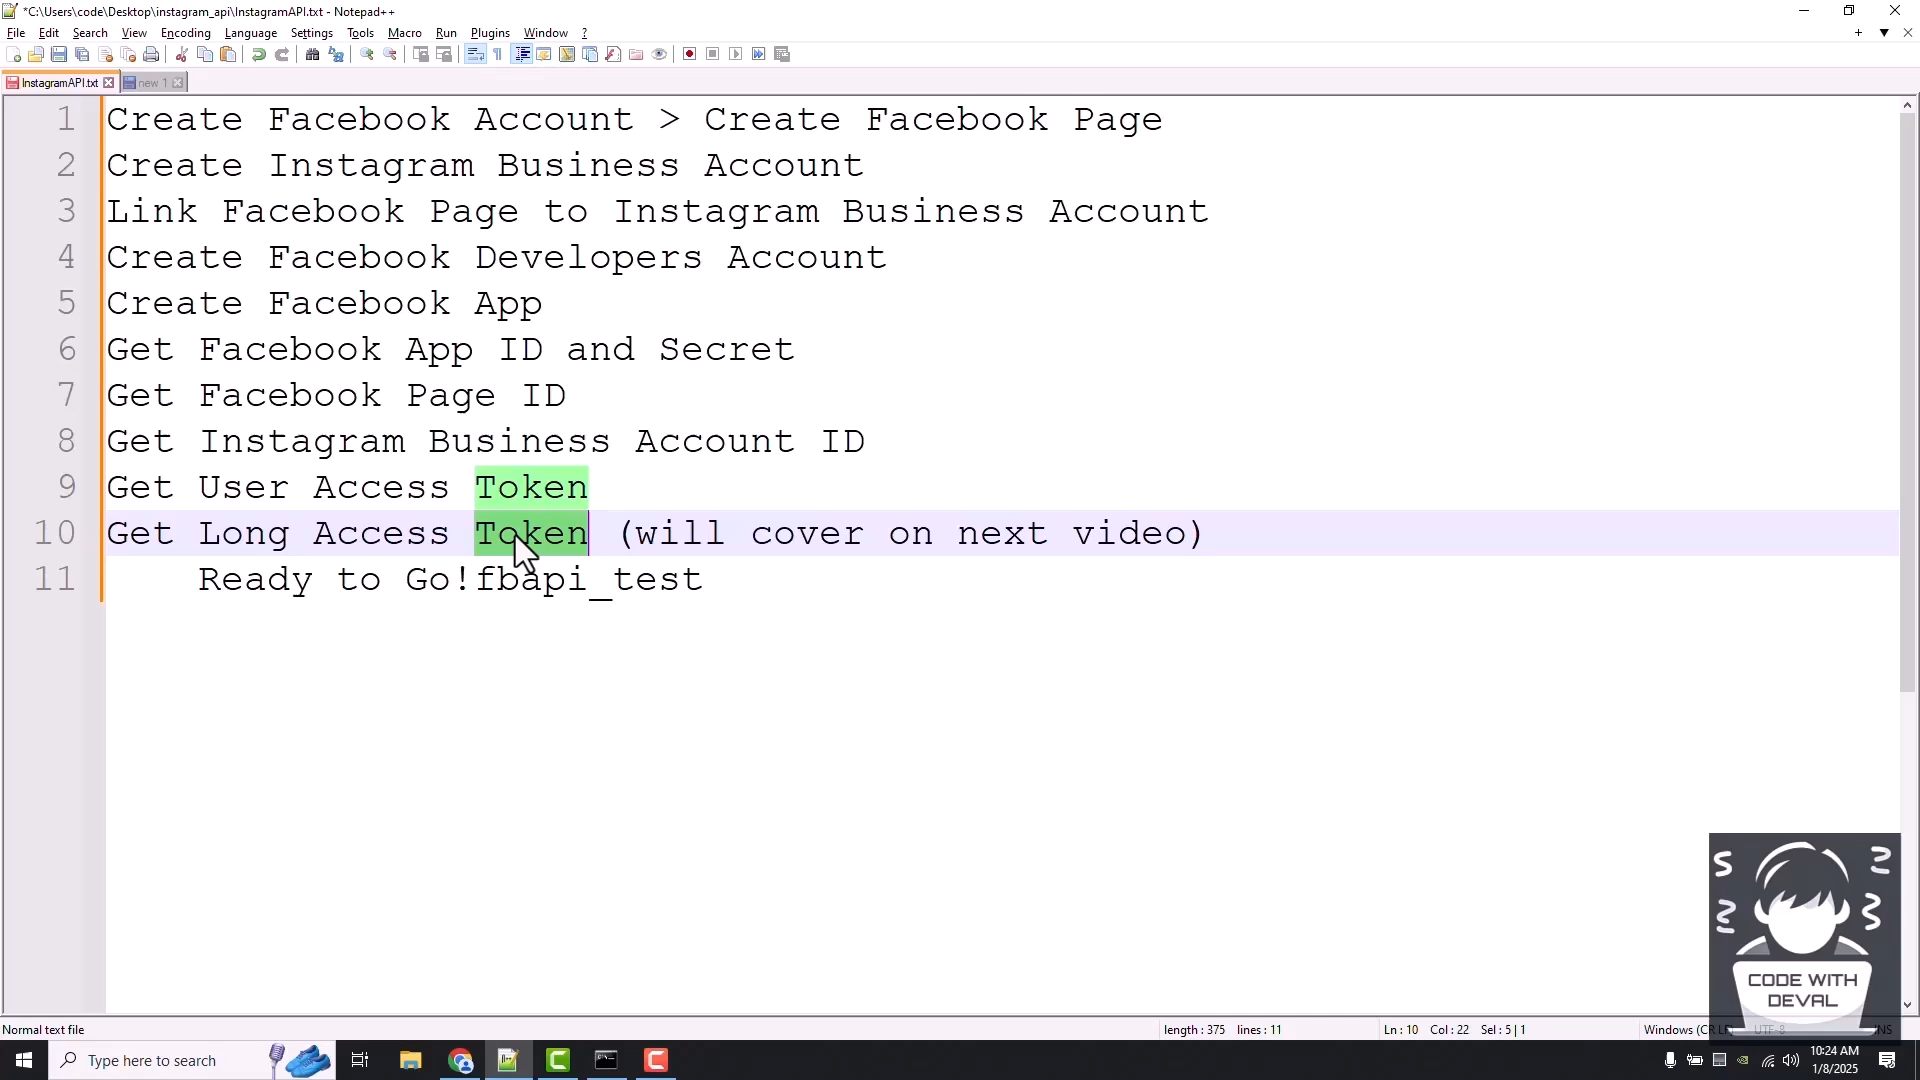 *C:\Users\code\Desktop\instagram_api\InstagramAPI.txt - Notepad++
File Edit Search View Encoding Language Settings Tools Macro Run Plugins Window ?
InstagramAPI.txt new 1
1 Create Facebook Account > Create Facebook Page
2 Create Instagram Business Account
3 Link Facebook Page to Instagram Business Account
4 Create Facebook Developers Account
5 Create Facebook App
6 Get Facebook App ID and Secret
7 Get Facebook Page ID
8 Get Instagram Business Account ID
9 Get User Access Token
10 Get Long Access Token (will cover on next video)
11 Ready to Go!fbapi_test
CODE WITH
DEVAL
Normal text file length : 375 lines : 11 Ln : 10 Col : 22 Sel : 5 | 1 Windows (CR LF) UTF-8 INS
Type here to search
10:24 AM
1/8/2025